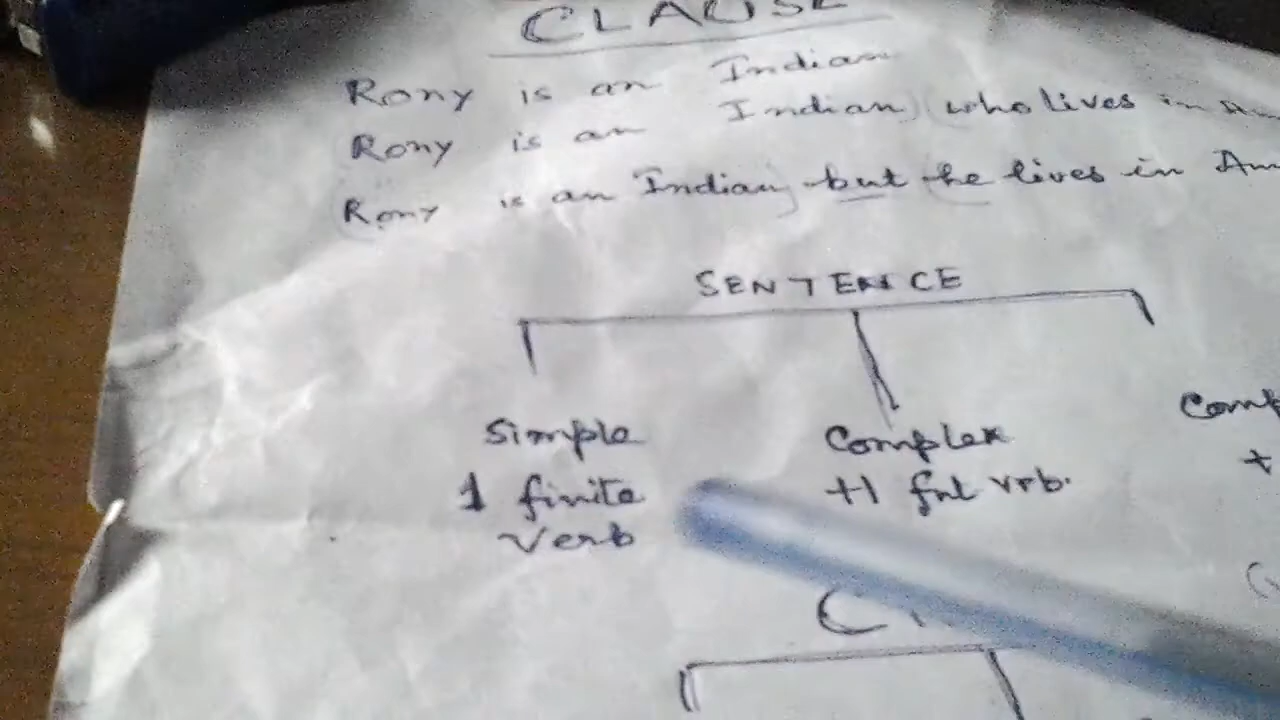 CLAUSE
Rony is an Indian
Rony is an Indian) (who lives in
(Rony is an Indian) but (he lives in
SENTENCE
Simple
1 finite
verb
Complex
+1 fnt vrb.
+